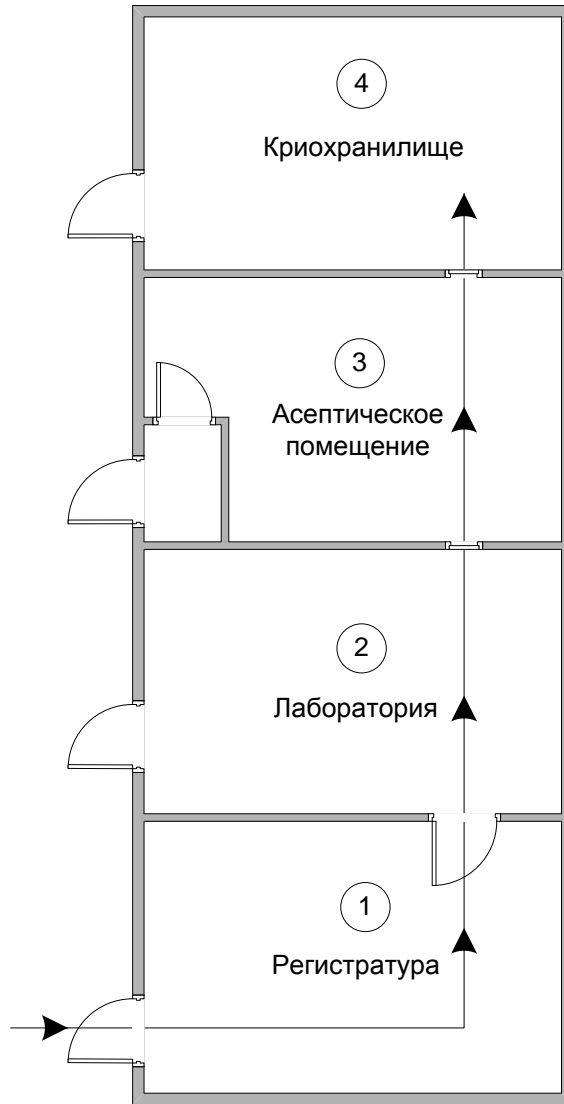 4
Криохранилище
3
Асептическое
помещение
2
Лаборатория
1
Регистратура